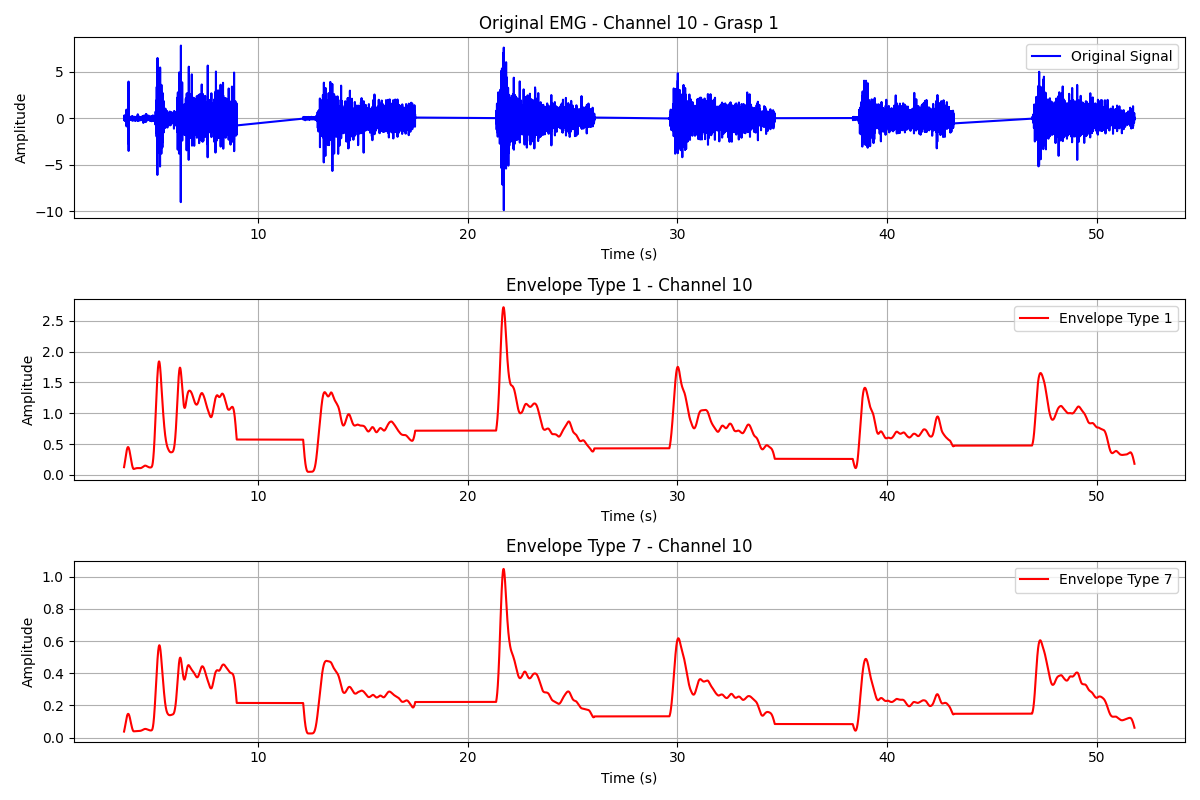 Original EMG - Channel 10 - Grasp 1
Original Signal
Amplitude
5
0
−5
−10
10 20 30 40 50
Time (s)
Envelope Type 1 - Channel 10
Envelope Type 1
Amplitude
2.5
2.0
1.5
1.0
0.5
0.0
10 20 30 40 50
Time (s)
Envelope Type 7 - Channel 10
Envelope Type 7
Amplitude
1.0
0.8
0.6
0.4
0.2
0.0
10 20 30 40 50
Time (s)